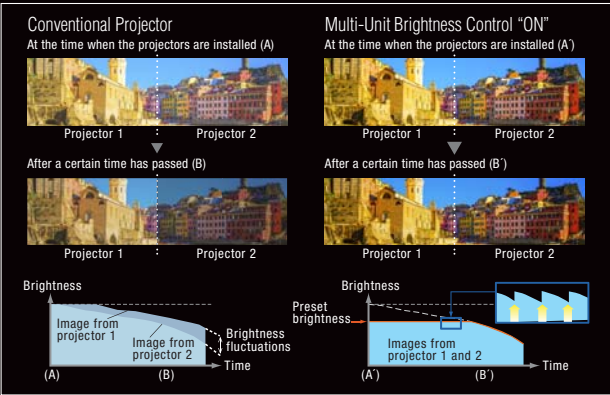 Conventional Projector
At the time when the projectors are installed (A)
Projector 1
Projector 2
After a certain time has passed (B)
Projector 1
Projector 2
Brightness
Image from
projector 1
Image from
projector 2
Brightness
fluctuations
Time
(A)
(B)
Multi-Unit Brightness Control “ON”
At the time when the projectors are installed (A´)
Projector 1
Projector 2
After a certain time has passed (B´)
Projector 1
Projector 2
Brightness
Preset
brightness
Images from
projector 1 and 2
Time
(A´)
(B´)